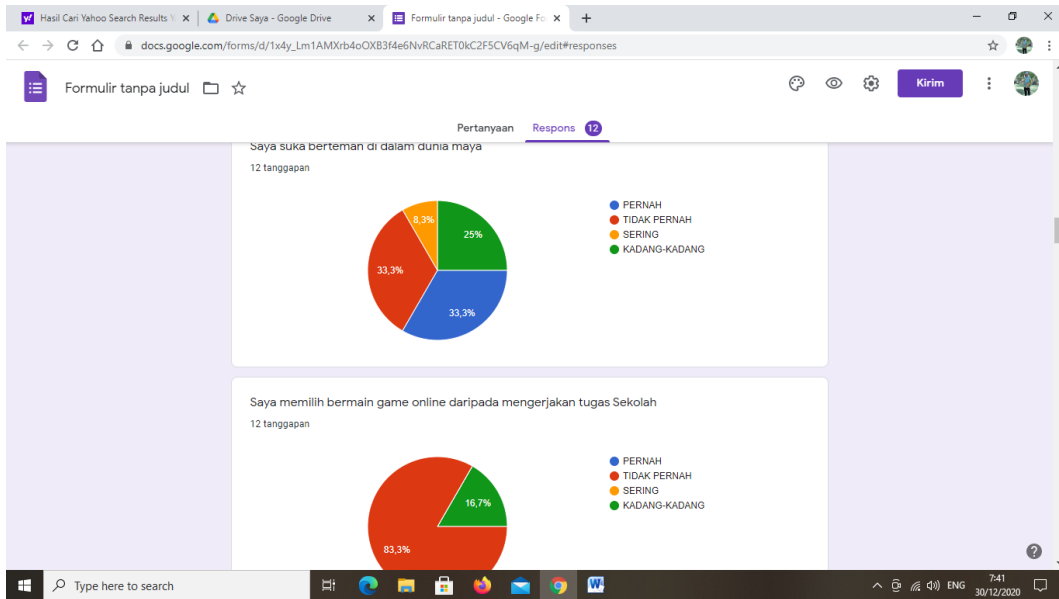 Hasil Cari Yahoo Search Results Y
Drive Saya - Google Drive
Formulir tanpa judul - Google Fo
docs.google.com/forms/d/1x4y_Lm1AMXrb4oOXB3f4e6NvRCaRET0kC2F5CV6qM-g/edit#responses
Formulir tanpa judul
Kirim
Pertanyaan Respons 12
Saya suka berteman di dalam dunia maya
12 tanggapan
8,3%
25%
33,3%
33,3%
PERNAH
TIDAK PERNAH
SERING
KADANG-KADANG
Saya memilih bermain game online daripada mengerjakan tugas Sekolah
12 tanggapan
16,7%
83,3%
PERNAH
TIDAK PERNAH
SERING
KADANG-KADANG
Type here to search
ENG
7:41
30/12/2020